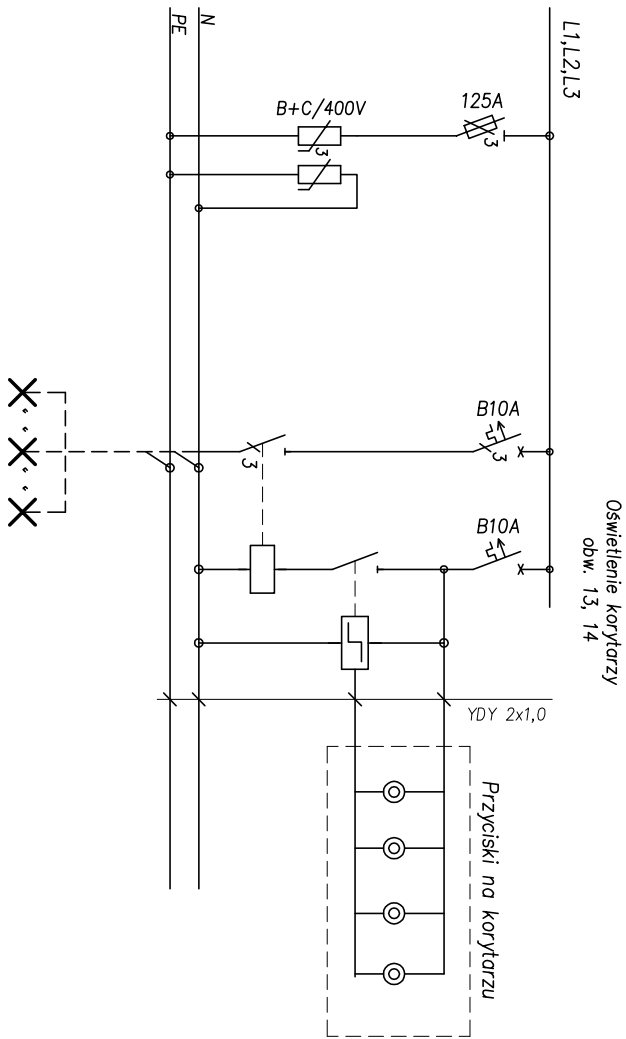 L1,L2,L3
N
PE
125A
3
B+C/400V
3
B10A
3
3
B10A
Oświetlenie korytarzy
obw. 13, 14
YDY 2x1,0
Przyciski na korytarzu